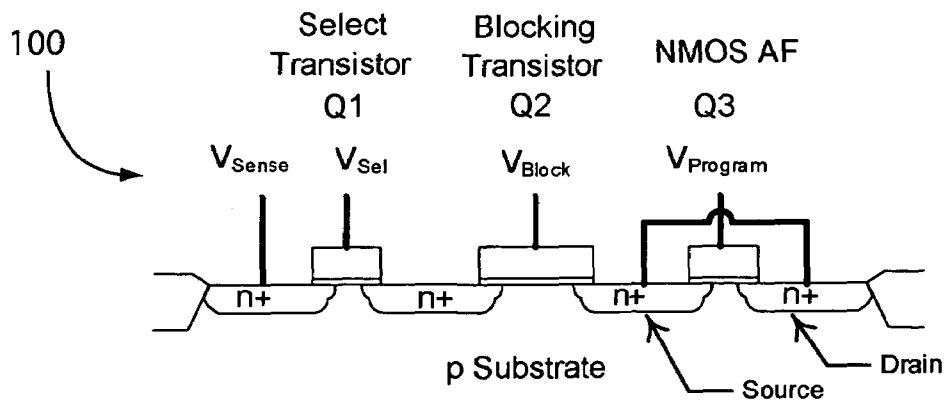 100
Select
Transistor
Q1
Blocking
Transistor
Q2
NMOS AF
Q3
VSense
VSel
VBlock
VProgram
n+
n+
n+
n+
p Substrate
Source
Drain